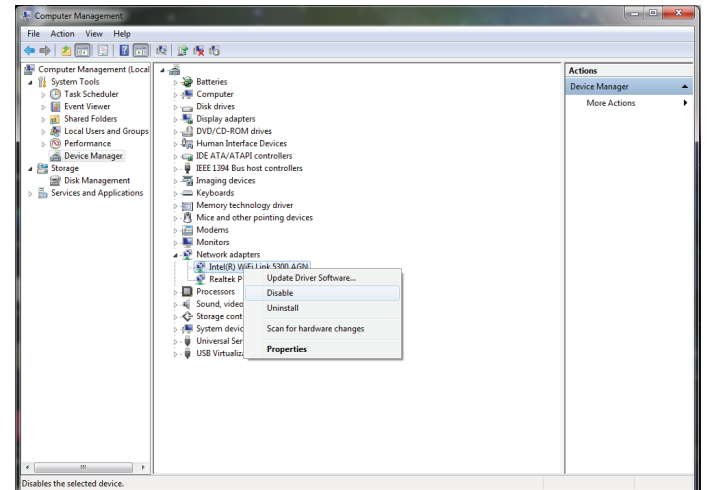 Computer Management
File Action View Help
Computer Management (Local
System Tools
Task Scheduler
Event Viewer
Shared Folders
Local Users and Groups
Performance
Device Manager
Storage
Disk Management
Services and Applications
Batteries
Computer
Disk drives
Display adapters
DVD/CD-ROM drives
Human Interface Devices
IDE ATA/ATAPI controllers
IEEE 1394 Bus host controllers
Imaging devices
Keyboards
Memory technology driver
Mice and other pointing devices
Modems
Monitors
Network adapters
Intel(R) WiFi Link 5300 AGN
Realtek P
Processors
Sound, video
Storage cont
System devic
Universal Ser
USB Virtualiza
Update Driver Software...
Disable
Uninstall
Scan for hardware changes
Properties
Actions
Device Manager
More Actions
Disables the selected device.